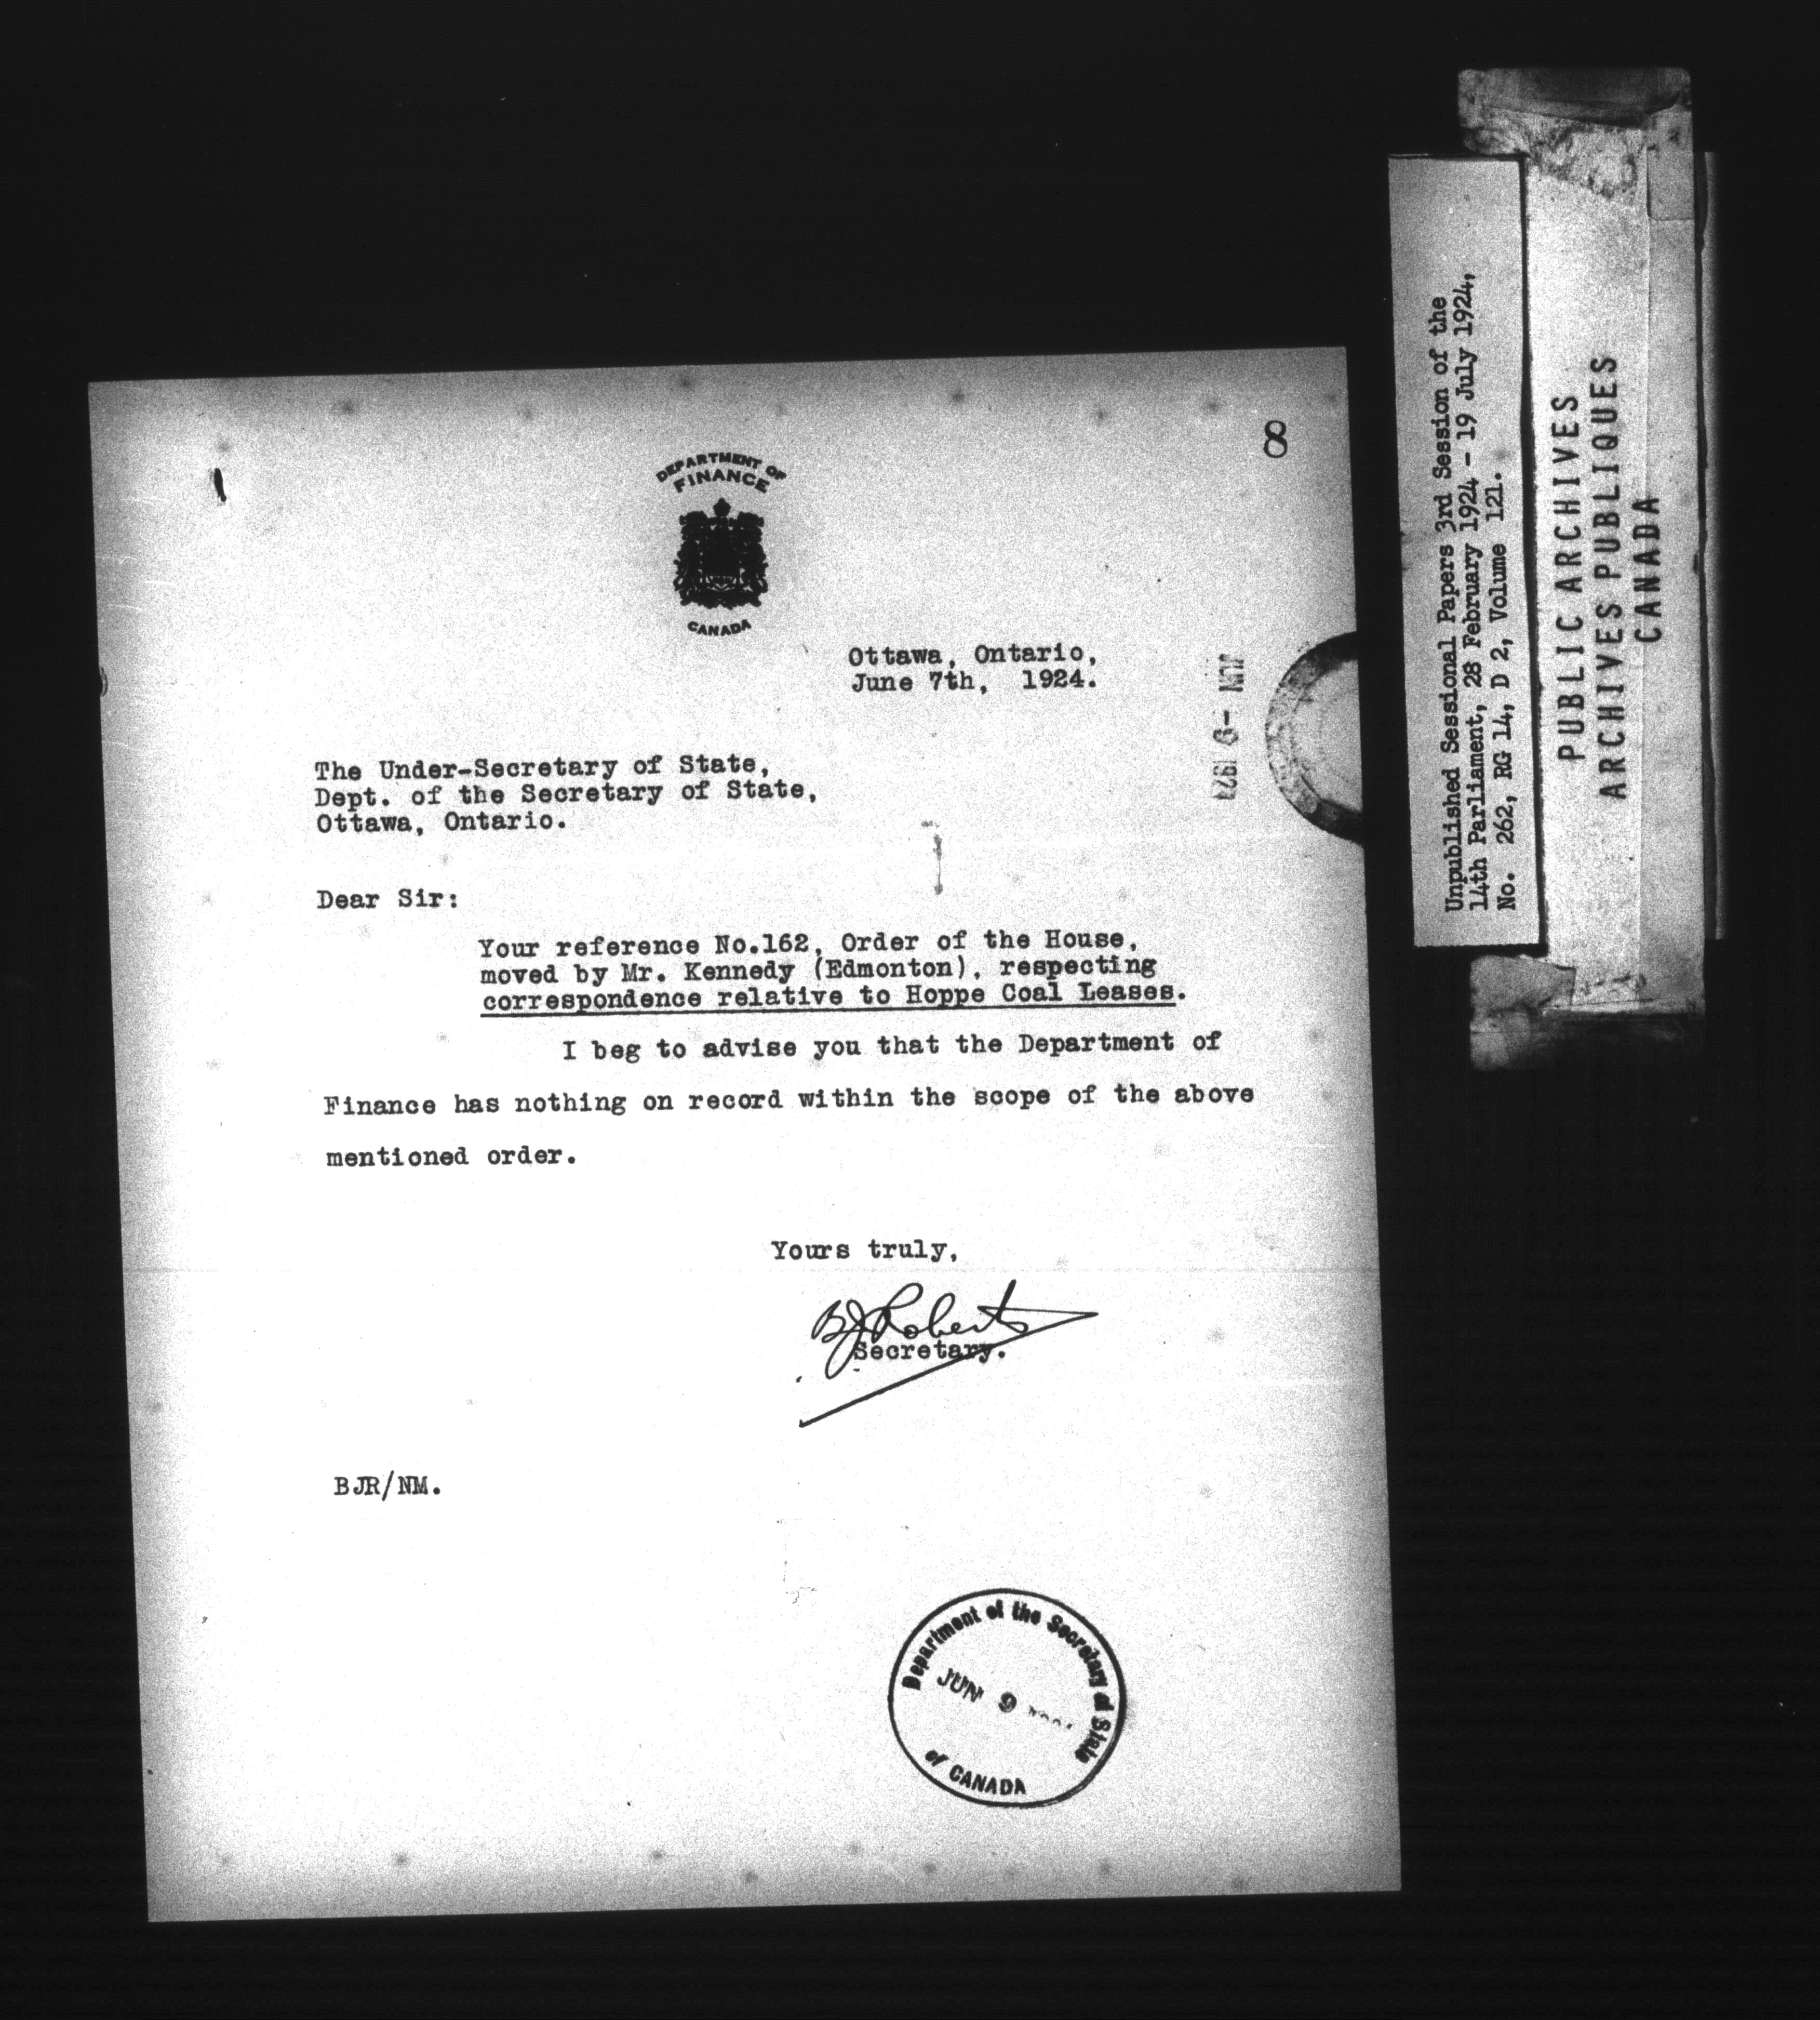 8
DEPARTMENT OF
FINANCE
CANADA
Ottawa, Ontario,
June 7th, 1924.
JUN -9 192
The Under-Secretary of State,
Dept. of the Secretary of State,
Ottawa, Ontario.
Dear Sir:
Your reference No.162, Order of the House,
moved by Mr. Kennedy (Edmonton), respecting
correspondence relative to Hoppe Coal Leases.
I beg to advise you that the Department of
Finance has nothing on record within the scope of the above
mentioned order.
Yours truly,
BJRoberts
Secretary.
BJR/NM.
Department of the Secretary of State
JUN 9
of CANADA
Unpublished Sessional Papers 3rd Session of the
14th Parliament, 28 February 1924 - 19 July 1924,
No. 262, RG 14, D 2, Volume 121.
PUBLIC ARCHIVES
ARCHIVES PUBLIQUES
CANADA